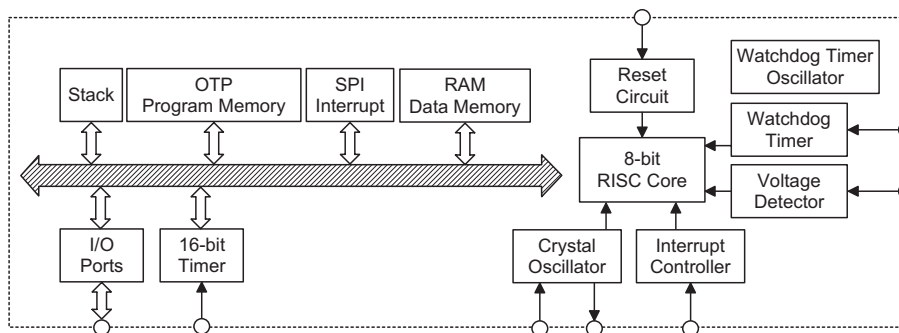 Stack
OTP
Program Memory
SPI
Interrupt
RAM
Data Memory
Reset
Circuit
Watchdog Timer
Oscillator
Watchdog
Timer
8-bit
RISC Core
Voltage
Detector
I/O
Ports
16-bit
Timer
Crystal
Oscillator
Interrupt
Controller